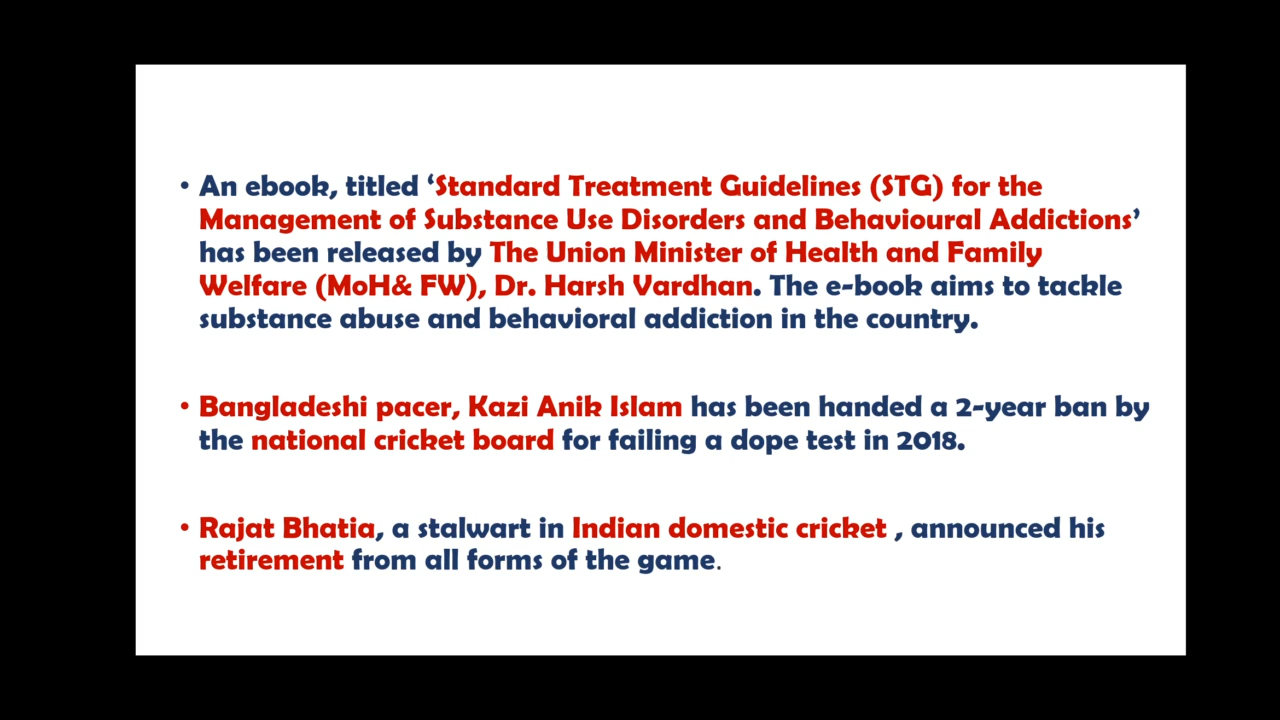 • An ebook, titled ‘Standard Treatment Guidelines (STG) for the
Management of Substance Use Disorders and Behavioural Addictions’
has been released by The Union Minister of Health and Family
Welfare (MoH& FW), Dr. Harsh Vardhan. The e-book aims to tackle
substance abuse and behavioral addiction in the country.
• Bangladeshi pacer, Kazi Anik Islam has been handed a 2-year ban by
the national cricket board for failing a dope test in 2018.
• Rajat Bhatia, a stalwart in Indian domestic cricket , announced his
retirement from all forms of the game.